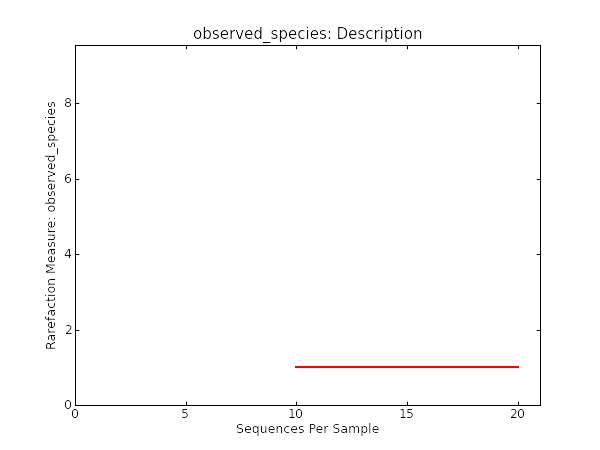 observed_species: Description
Rarefaction Measure: observed_species
8
6
4
2
0
0 5 10 15 20
Sequences Per Sample